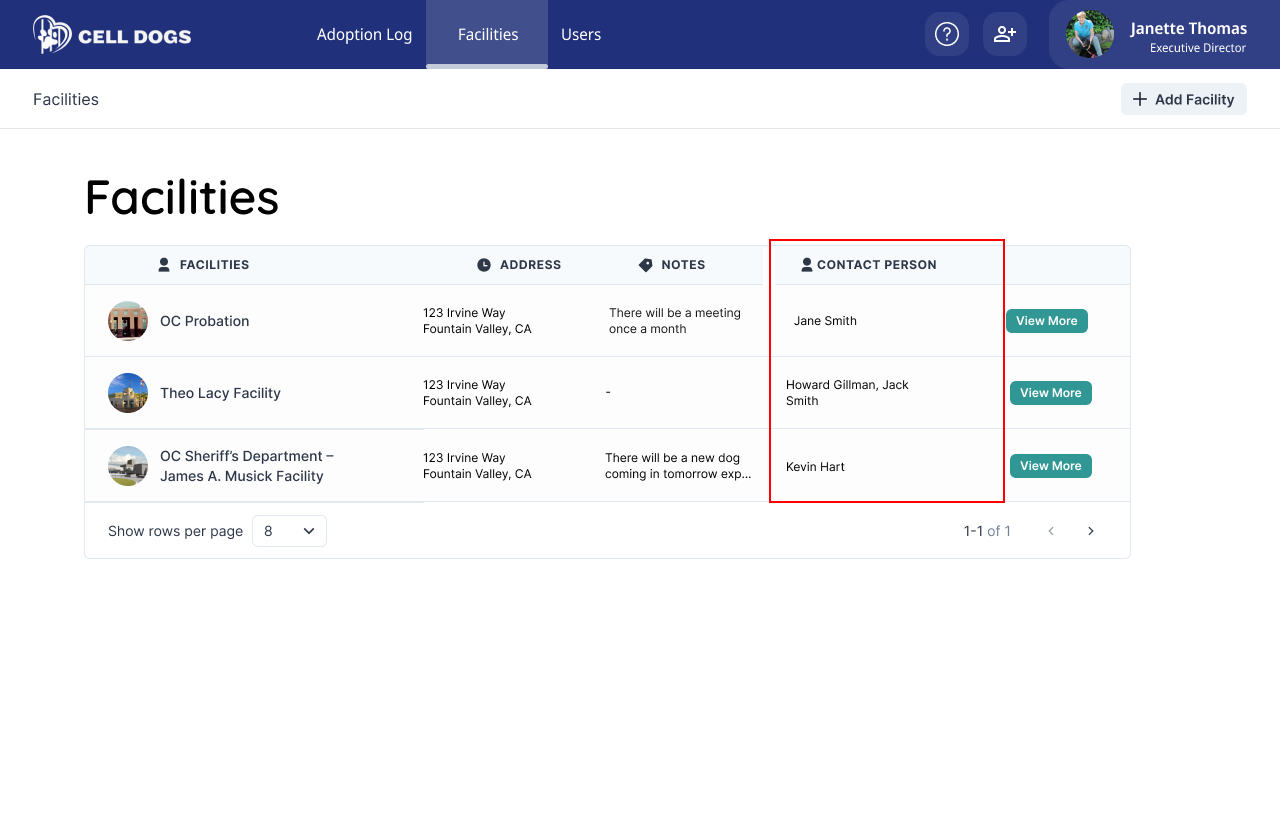 CELL DOGS
Adoption Log
Facilities
Users
Janette Thomas
Executive Director
Facilities
Add Facility
Facilities
FACILITIES
ADDRESS
NOTES
CONTACT PERSON
OC Probation
123 Irvine Way
Fountain Valley, CA
There will be a meeting
once a month
Jane Smith
View More
Theo Lacy Facility
123 Irvine Way
Fountain Valley, CA
-
Howard Gillman, Jack
Smith
View More
OC Sheriff’s Department –
James A. Musick Facility
123 Irvine Way
Fountain Valley, CA
There will be a new dog
coming in tomorrow exp...
Kevin Hart
View More
Show rows per page
8
1-1 of 1